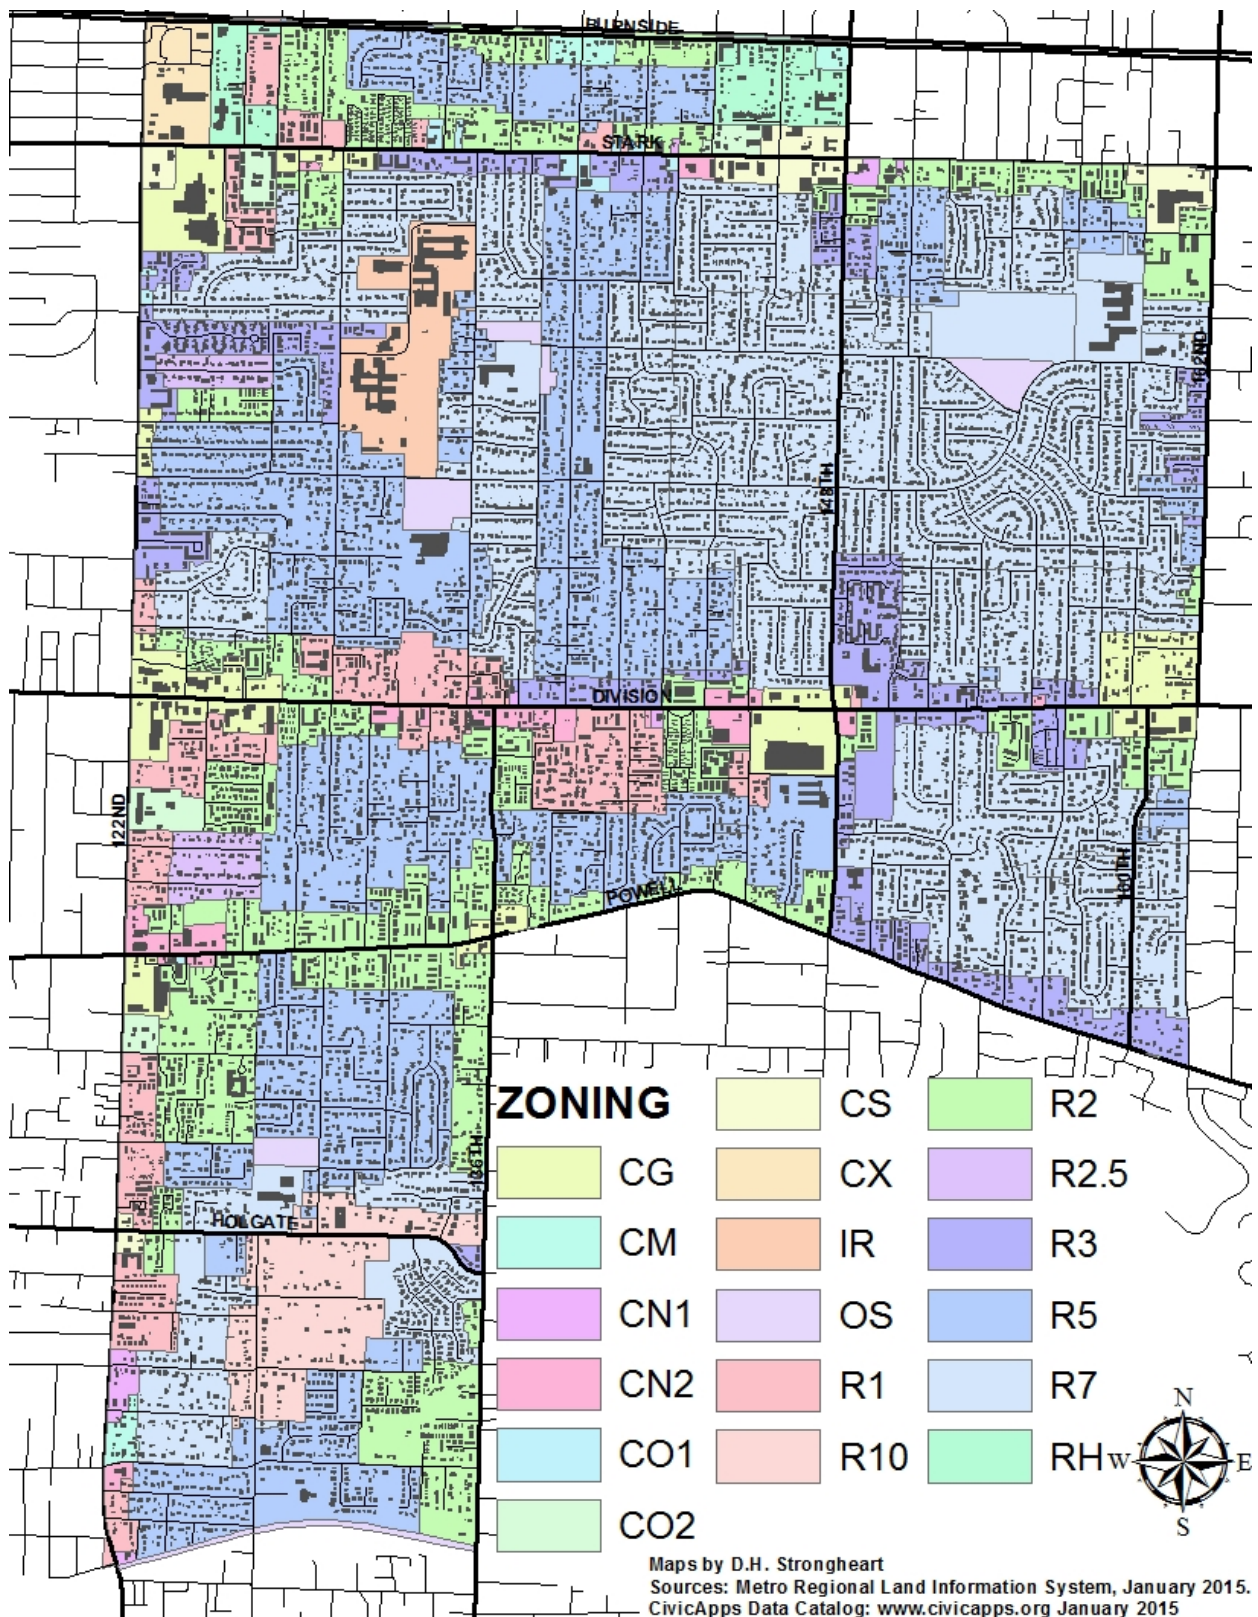 BURNSIDE
STARK
162ND
148TH
DIVISION
122ND
160TH
POWELL
136TH
HOLGATE
ZONING
CG
CM
CN1
CN2
CO1
CO2
CS
CX
IR
OS
R1
R10
R2
R2.5
R3
R5
R7
RH
N
W
E
S
Maps by D.H. Strongheart
Sources: Metro Regional Land Information System, January 2015.
CivicApps Data Catalog: www.civicapps.org January 2015